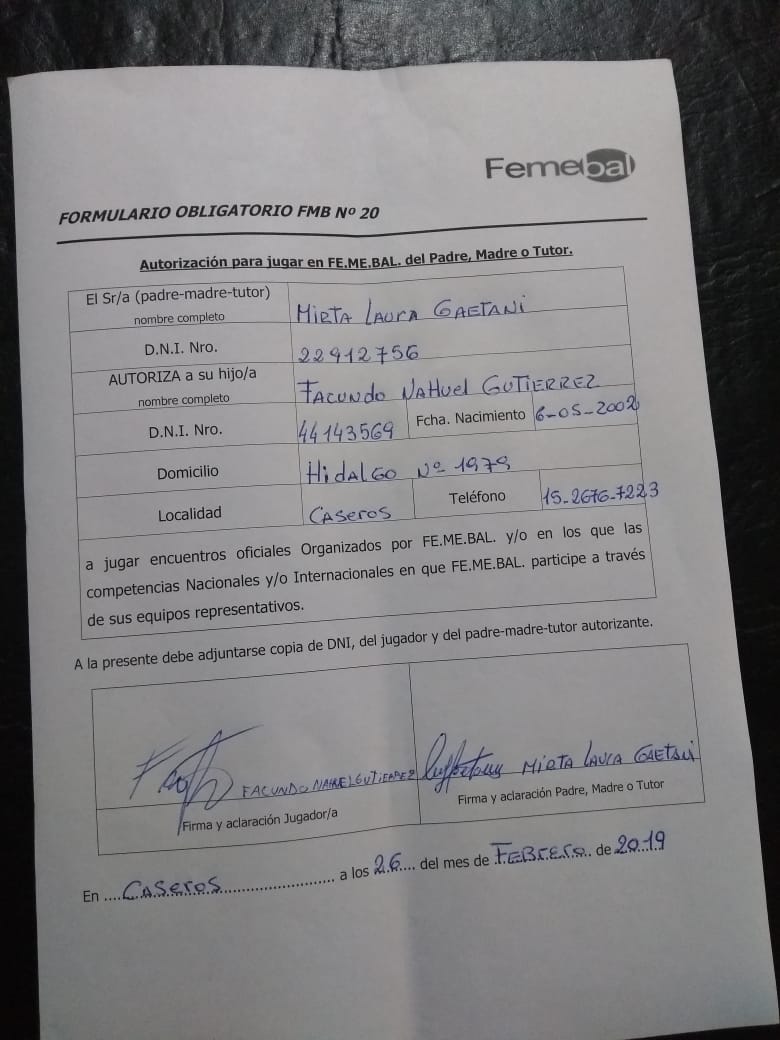 Femebal
FORMULARIO OBLIGATORIO FMB Nº 20
Autorización para jugar en FE.ME.BAL. del Padre, Madre o Tutor.
El Sr/a (padre-madre-tutor)
nombre completo
MIRTA LAURA GAETANI
D.N.I. Nro.
22912756
AUTORIZA a su hijo/a
nombre completo
FACUNDO NAHUEL GUTIERREZ
D.N.I. Nro.
44143569
Fcha. Nacimiento
6-05-2002
Domicilio
HIDALGO Nº 1979
Localidad
CASEROS
Teléfono
15-2676-7223
a jugar encuentros oficiales Organizados por FE.ME.BAL. y/o en los que las
competencias Nacionales y/o Internacionales en que FE.ME.BAL. participe a través
de sus equipos representativos.
A la presente debe adjuntarse copia de DNI, del jugador y del padre-madre-tutor autorizante.
FACUNDO NAHUEL GUTIERREZ
Firma y aclaración Jugador/a
MIRTA LAURA GAETANI
Firma y aclaración Padre, Madre o Tutor
En ....CASEROS.............................. a los 26.... del mes de FEBRERO.. de 2019